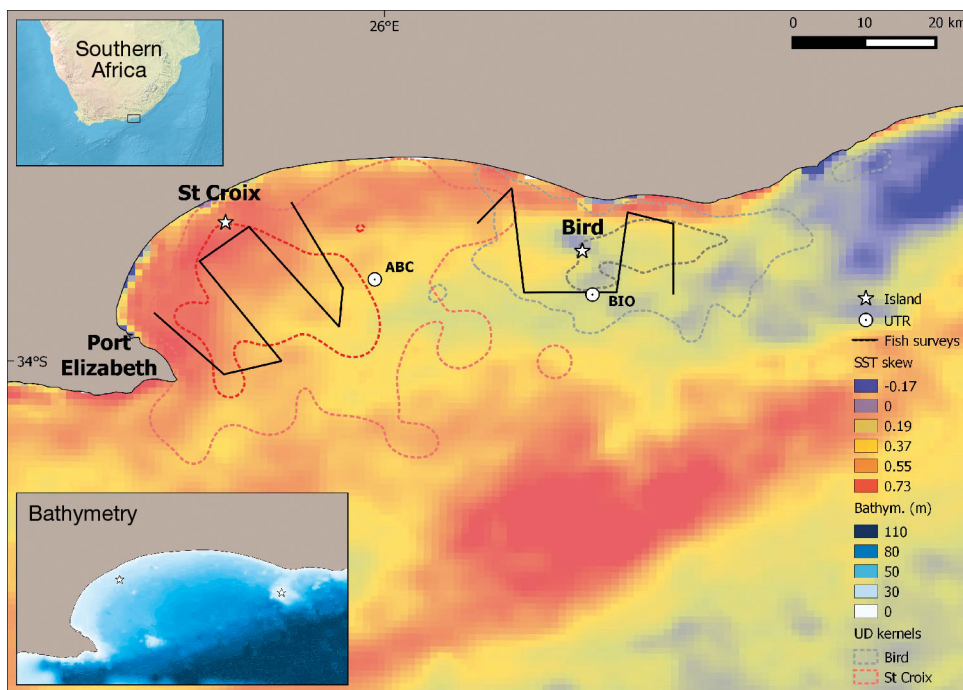 Southern
Africa
26°E
0 10 20 km
St Croix
Bird
ABC
BIO
Port
Elizabeth
34°S
Island
UTR
Fish surveys
SST skew
-0.17
0
0.19
0.37
0.55
0.73
Bathym. (m)
110
80
50
30
0
UD kernels
Bird
St Croix
Bathymetry